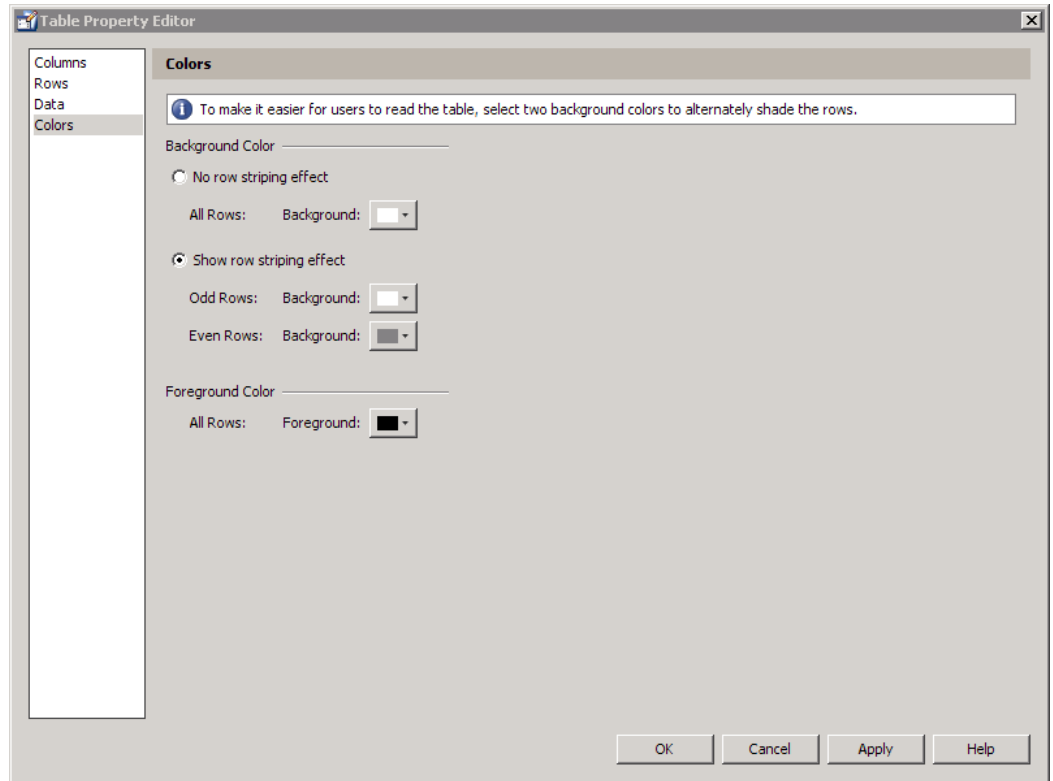 Table Property Editor
Columns
Rows
Data
Colors
Colors
To make it easier for users to read the table, select two background colors to alternately shade the rows.
Background Color
No row striping effect
All Rows: Background:
Show row striping effect
Odd Rows: Background:
Even Rows: Background:
Foreground Color
All Rows: Foreground:
OK Cancel Apply Help